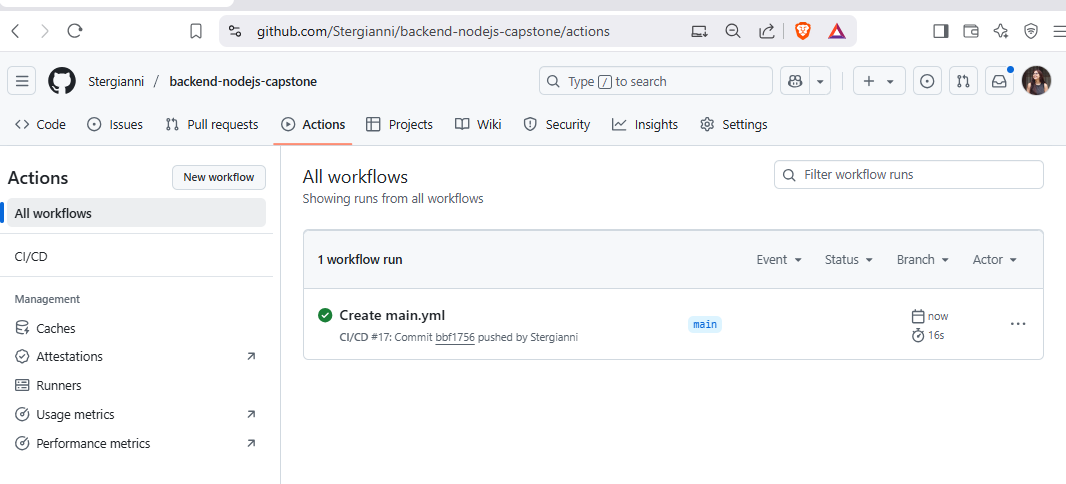 github.com/Stergianni/backend-nodejs-capstone/actions
Stergianni / backend-nodejs-capstone
Type / to search
Code
Issues
Pull requests
Actions
Projects
Wiki
Security
Insights
Settings
Actions
New workflow
All workflows
CI/CD
Management
Caches
Attestations
Runners
Usage metrics
Performance metrics
All workflows
Showing runs from all workflows
Filter workflow runs
1 workflow run
Event
Status
Branch
Actor
Create main.yml
CI/CD #17: Commit bbf1756 pushed by Stergianni
main
now
16s